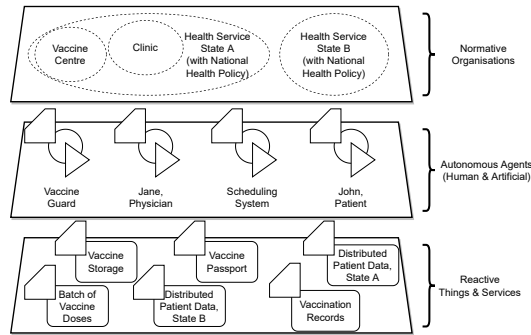 Vaccine
Centre
Clinic
Health Service
State A
(with National
Health Policy)
Health Service
State B
(with National
Health Policy)
Normative
Organisations
Vaccine
Guard
Jane,
Physician
Scheduling
System
John,
Patient
Autonomous Agents
(Human & Artificial)
Vaccine
Storage
Vaccine
Passport
Distributed
Patient Data,
State A
Batch of
Vaccine
Doses
Distributed
Patient Data,
State B
Vaccination
Records
Reactive
Things & Services